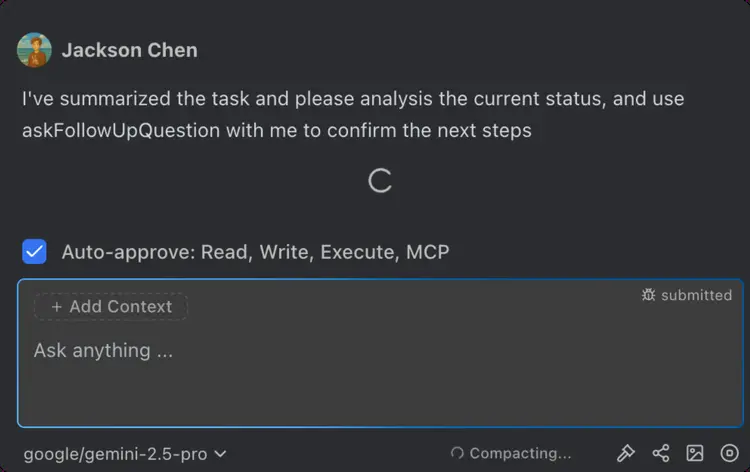 Jackson Chen
I've summarized the task and please analysis the current status, and use
askFollowUpQuestion with me to confirm the next steps
Auto-approve: Read, Write, Execute, MCP
+ Add Context
submitted
Ask anything ...
google/gemini-2.5-pro
Compacting...